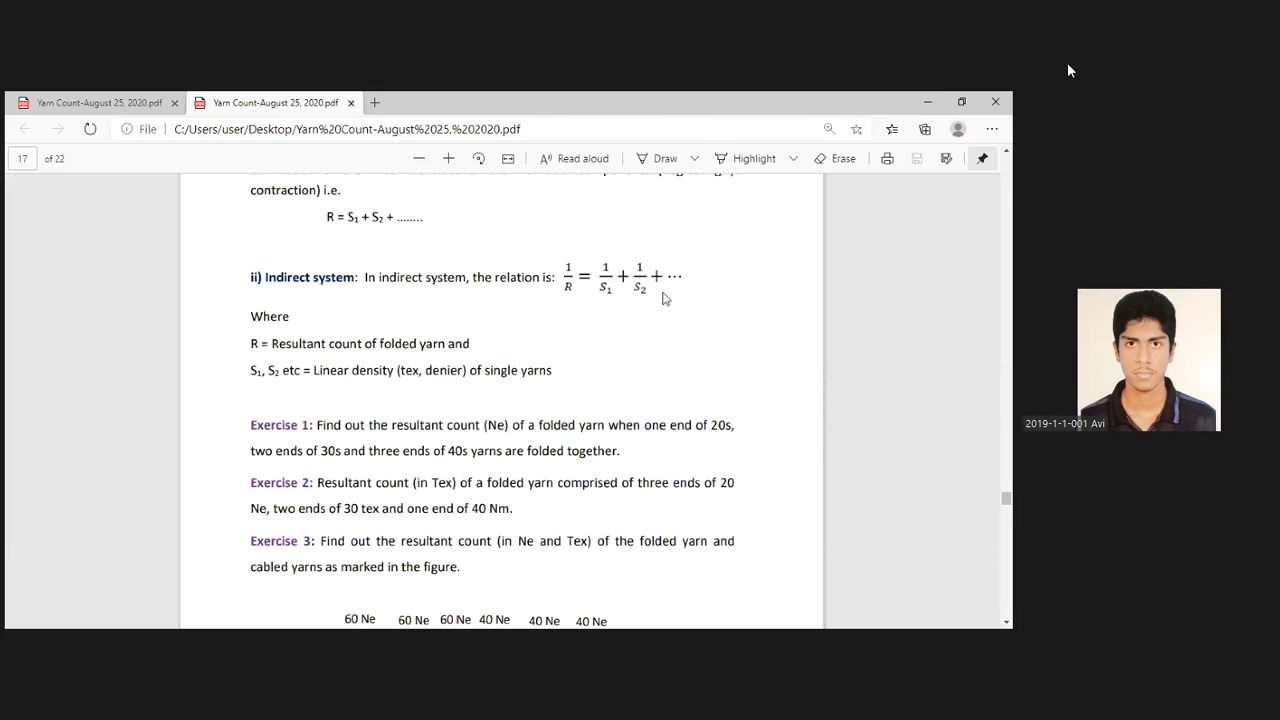 Yarn Count-August 25, 2020.pdf
Yarn Count-August 25, 2020.pdf
File
C:/Users/user/Desktop/Yarn%20Count-August%2025,%202020.pdf
17 of 22
Read aloud
Draw
Highlight
Erase
contraction) i.e.
R = S₁ + S₂ + ........
ii) Indirect system: In indirect system, the relation is: 1/R = 1/S₁ + 1/S₂ + ⋯
Where
R = Resultant count of folded yarn and
S₁, S₂ etc = Linear density (tex, denier) of single yarns
Exercise 1: Find out the resultant count (Ne) of a folded yarn when one end of 20s,
two ends of 30s and three ends of 40s yarns are folded together.
Exercise 2: Resultant count (in Tex) of a folded yarn comprised of three ends of 20
Ne, two ends of 30 tex and one end of 40 Nm.
Exercise 3: Find out the resultant count (in Ne and Tex) of the folded yarn and
cabled yarns as marked in the figure.
60 Ne 60 Ne 60 Ne 40 Ne 40 Ne 40 Ne
2019-1-1-001 Avi